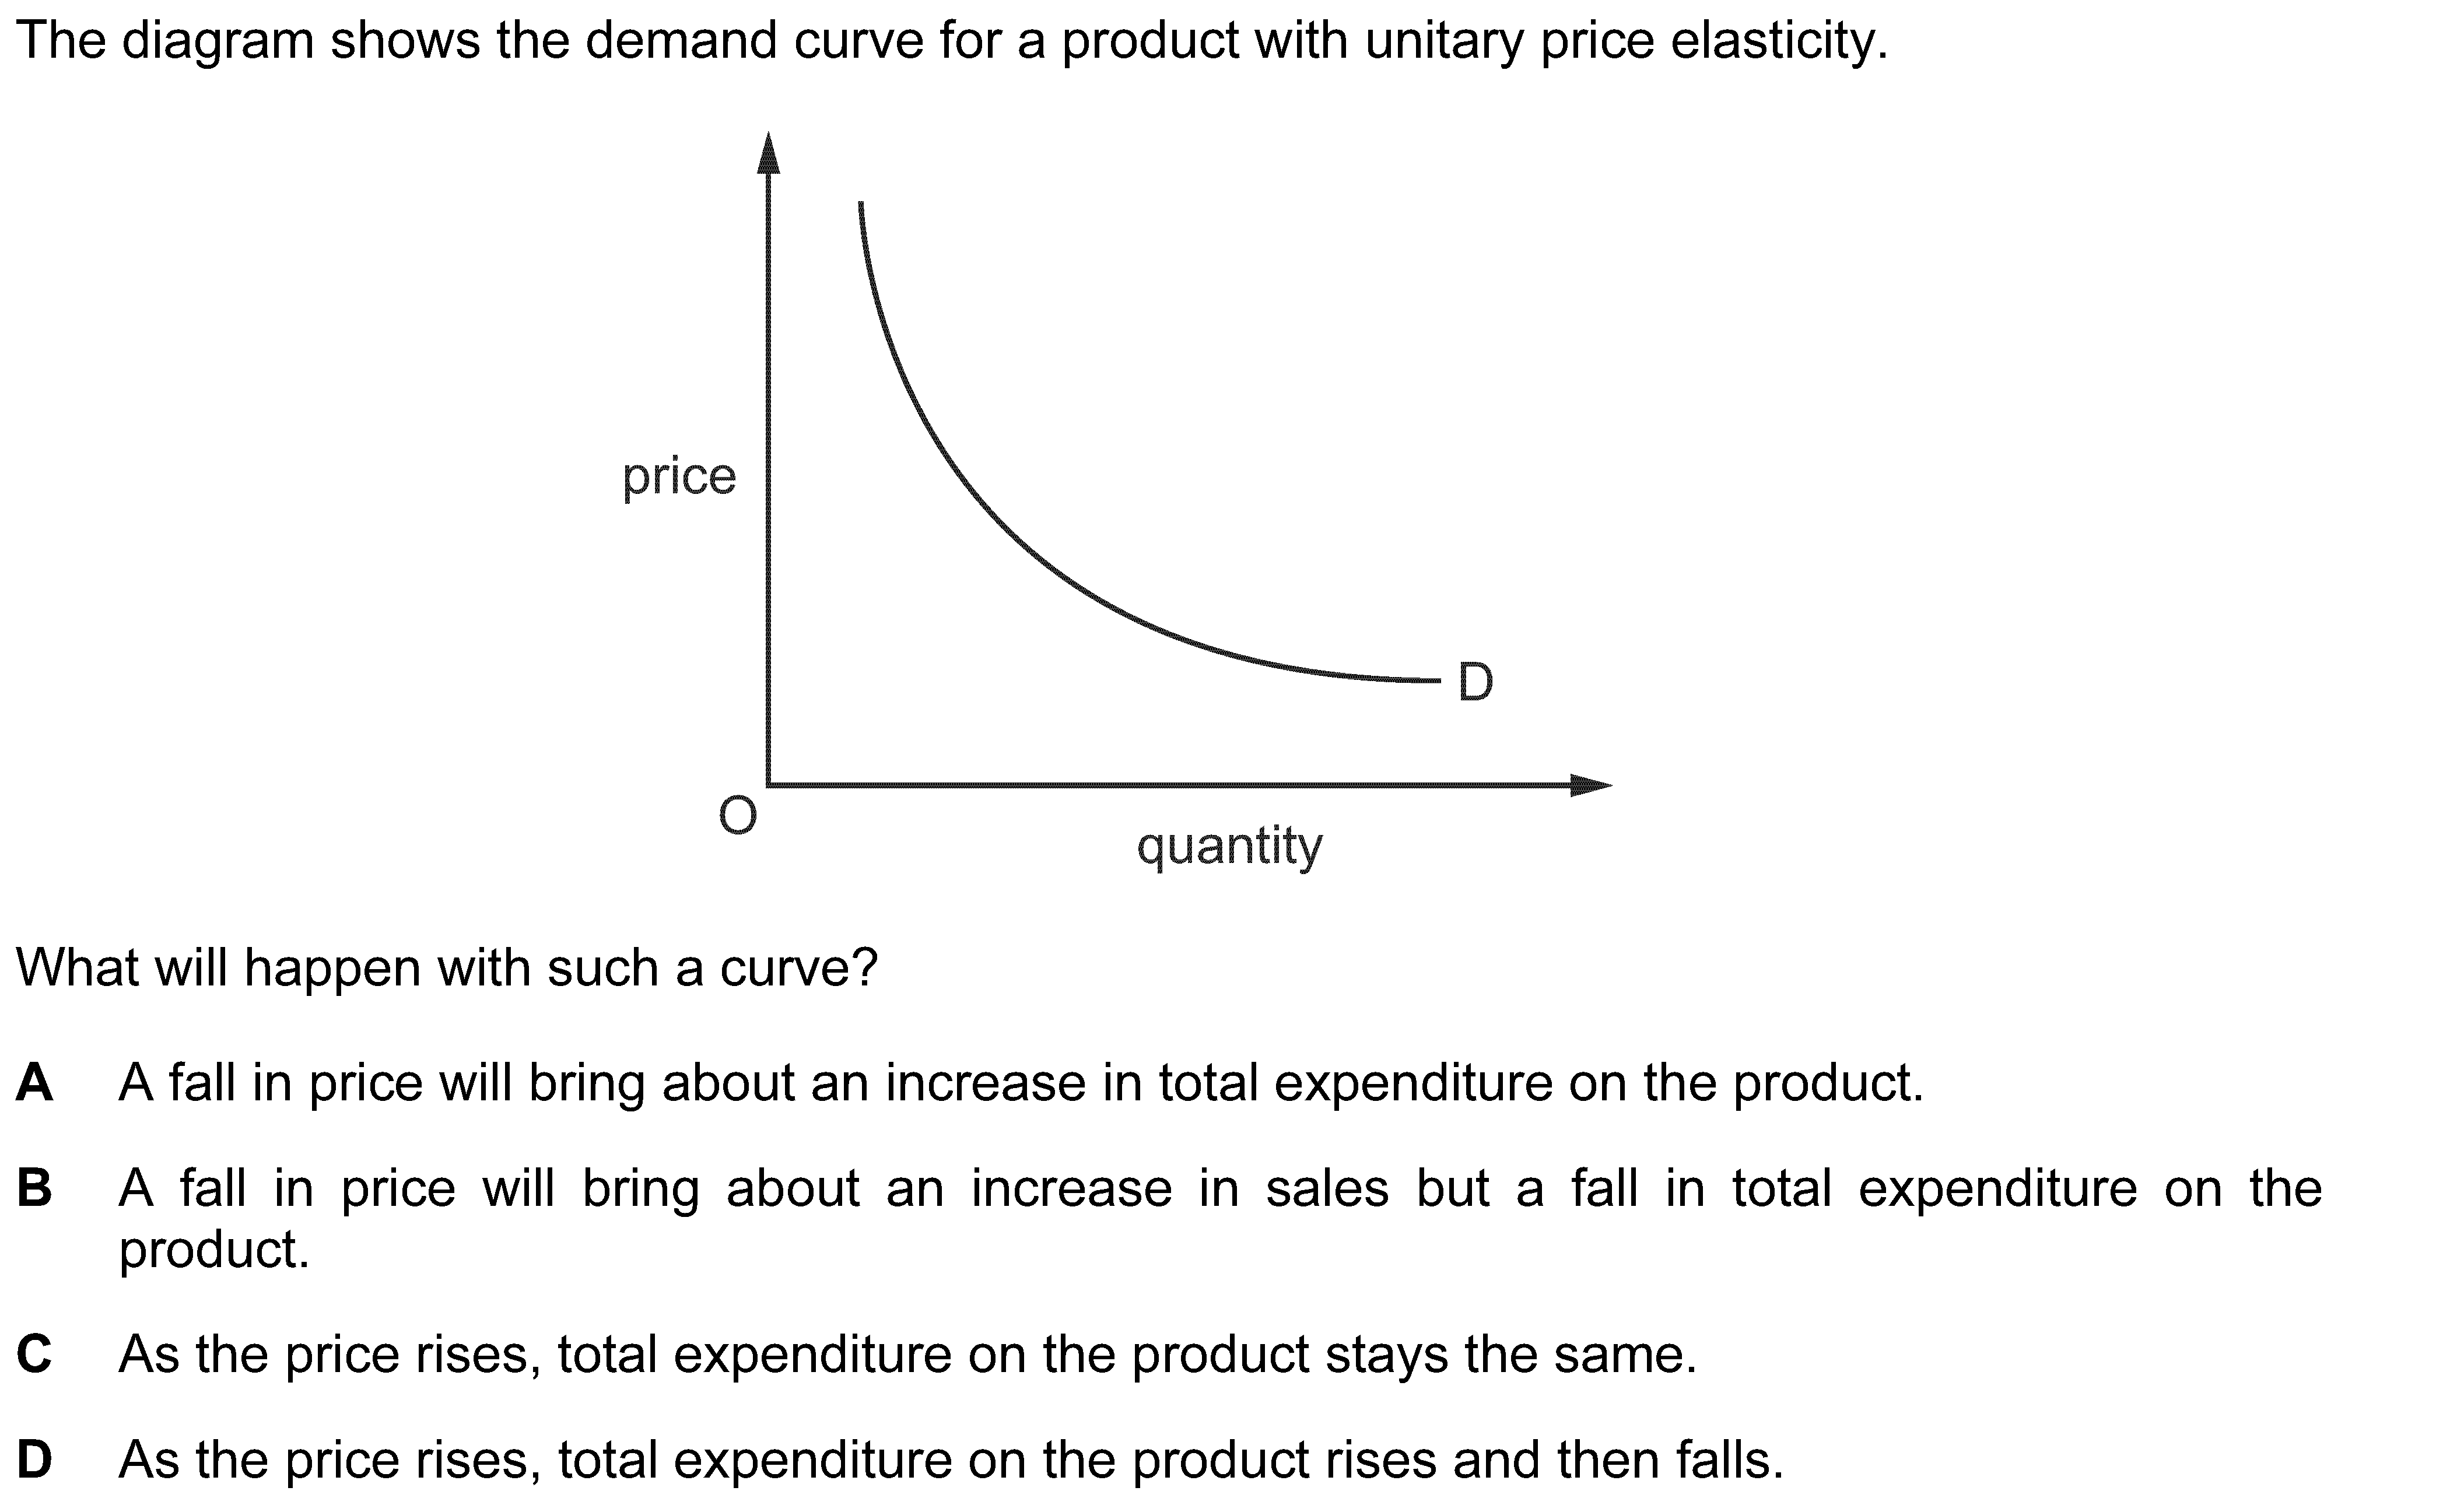 The diagram shows the demand curve for a product with unitary price elasticity.
price
D
O
quantity
What will happen with such a curve?
A A fall in price will bring about an increase in total expenditure on the product.
B A fall in price will bring about an increase in sales but a fall in total expenditure on the
product.
C As the price rises, total expenditure on the product stays the same.
D As the price rises, total expenditure on the product rises and then falls.